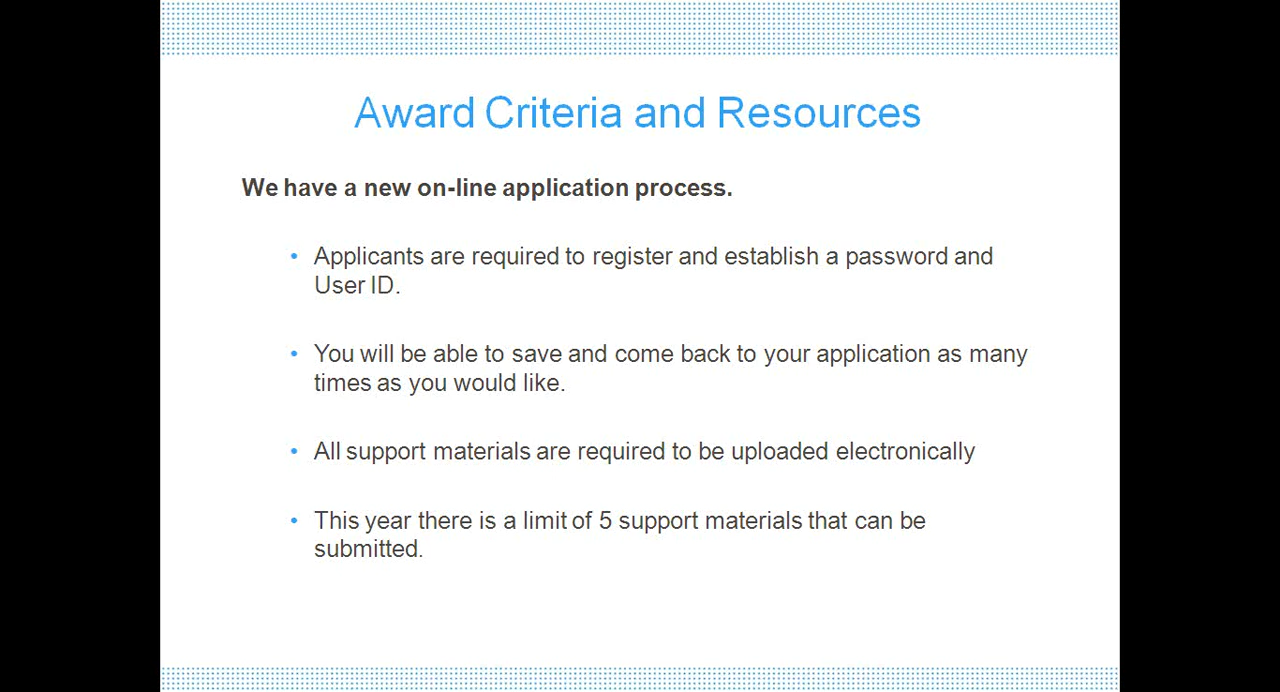 Award Criteria and Resources
We have a new on-line application process.
• Applicants are required to register and establish a password and
User ID.
• You will be able to save and come back to your application as many
times as you would like.
• All support materials are required to be uploaded electronically
• This year there is a limit of 5 support materials that can be
submitted.